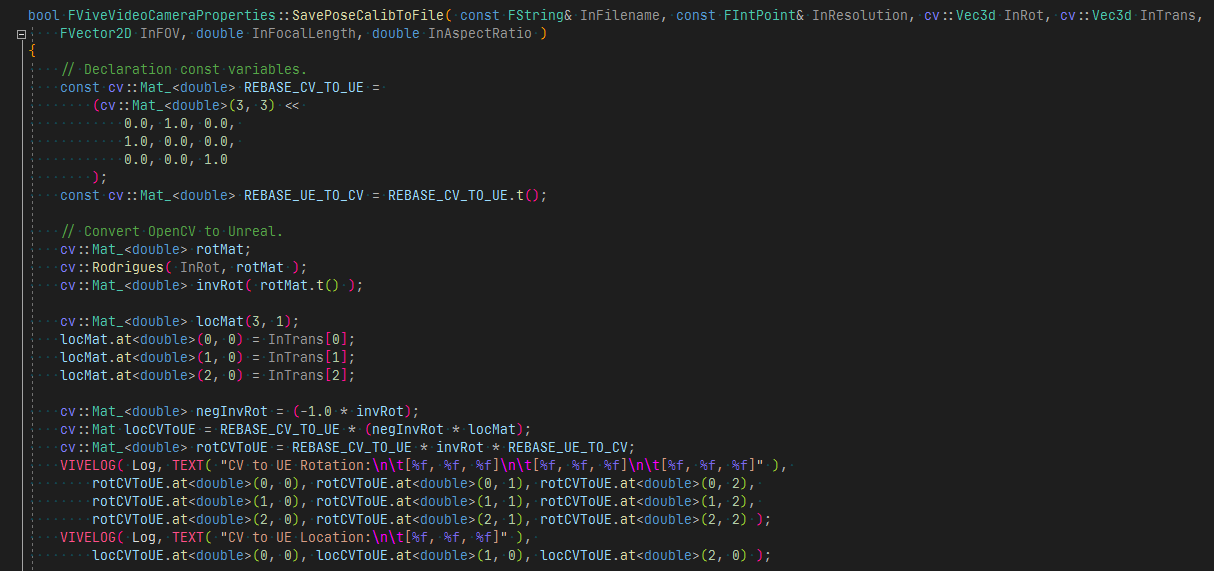 bool FViveVideoCameraProperties::SavePoseCalibToFile( const FString& InFilename, const FIntPoint& InResolution, cv::Vec3d InRot, cv::Vec3d InTrans,
    FVector2D InFOV, double InFocalLength, double InAspectRatio )
{
    // Declaration const variables.
    const cv::Mat_<double> REBASE_CV_TO_UE =
        (cv::Mat_<double>(3, 3) <<
            0.0, 1.0, 0.0,
            1.0, 0.0, 0.0,
            0.0, 0.0, 1.0
        );
    const cv::Mat_<double> REBASE_UE_TO_CV = REBASE_CV_TO_UE.t();

    // Convert OpenCV to Unreal.
    cv::Mat_<double> rotMat;
    cv::Rodrigues( InRot, rotMat );
    cv::Mat_<double> invRot( rotMat.t() );

    cv::Mat_<double> locMat(3, 1);
    locMat.at<double>(0, 0) = InTrans[0];
    locMat.at<double>(1, 0) = InTrans[1];
    locMat.at<double>(2, 0) = InTrans[2];

    cv::Mat_<double> negInvRot = (-1.0 * invRot);
    cv::Mat locCVToUE = REBASE_CV_TO_UE * (negInvRot * locMat);
    cv::Mat_<double> rotCVToUE = REBASE_CV_TO_UE * invRot * REBASE_UE_TO_CV;
    VIVELOG( Log, TEXT( "CV to UE Rotation:\n\t[%f, %f, %f]\n\t[%f, %f, %f]\n\t[%f, %f, %f]" ),
        rotCVToUE.at<double>(0, 0), rotCVToUE.at<double>(0, 1), rotCVToUE.at<double>(0, 2),
        rotCVToUE.at<double>(1, 0), rotCVToUE.at<double>(1, 1), rotCVToUE.at<double>(1, 2),
        rotCVToUE.at<double>(2, 0), rotCVToUE.at<double>(2, 1), rotCVToUE.at<double>(2, 2) );
    VIVELOG( Log, TEXT( "CV to UE Location:\n\t[%f, %f, %f]" ),
        locCVToUE.at<double>(0, 0), locCVToUE.at<double>(1, 0), locCVToUE.at<double>(2, 0) );